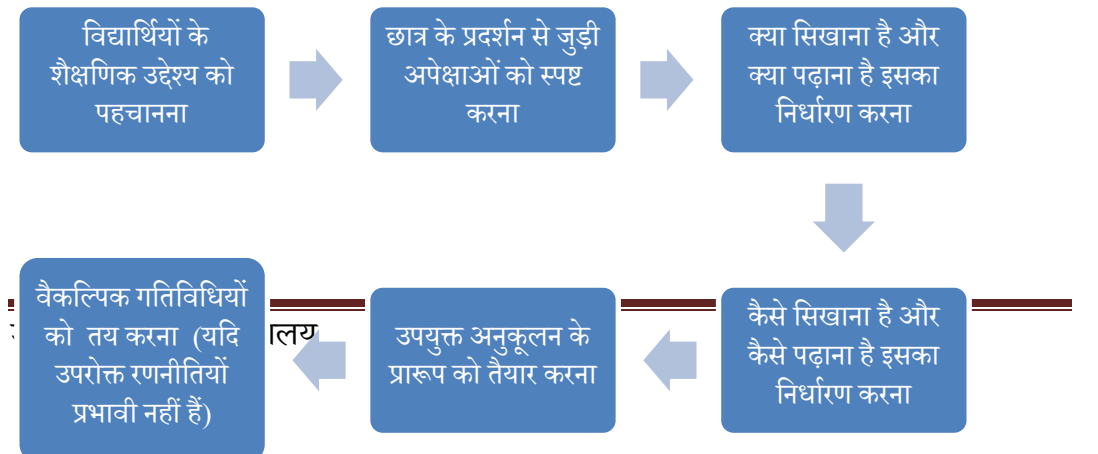 विद्यार्थियों के
शैक्षणिक उद्देश्य को
पहचानना
छात्र के प्रदर्शन से जुड़ी
अपेक्षाओं को स्पष्ट
करना
क्या सिखाना है और
क्या पढ़ाना है इसका
निर्धारण करना
कैसे सिखाना है और
कैसे पढ़ाना है इसका
निर्धारण करना
उपयुक्त अनुकूलन के
प्रारूप को तैयार करना
वैकल्पिक गतिविधियों
को तय करना (यदि
उपरोक्त रणनीतियों
प्रभावी नहीं हैं)